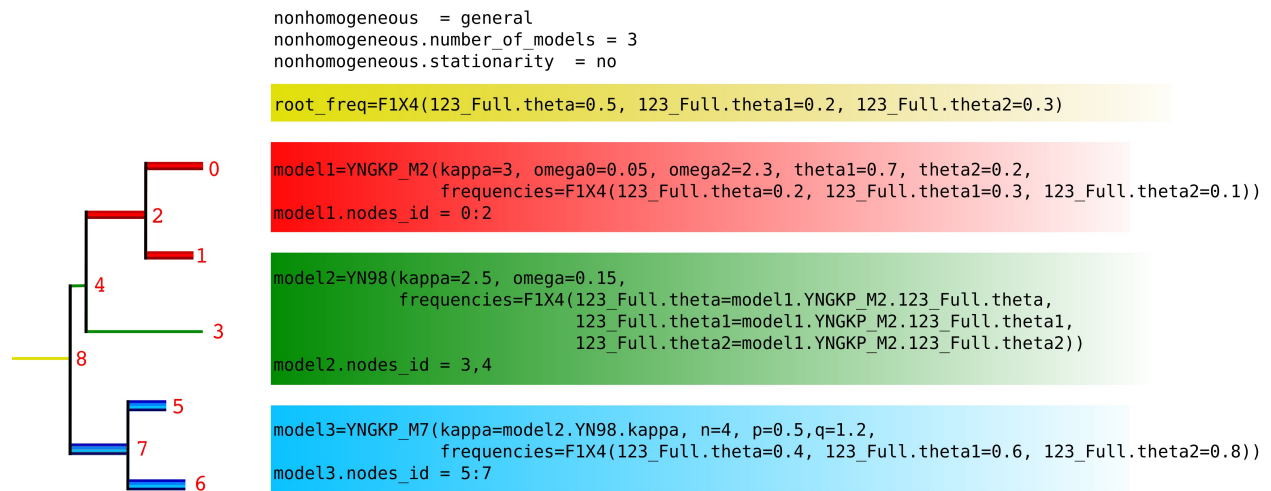 nonhomogeneous  = general
nonhomogeneous.number_of_models = 3
nonhomogeneous.stationarity  = no
root_freq=F1X4(123_Full.theta=0.5, 123_Full.theta1=0.2, 123_Full.theta2=0.3)
model1=YNGKP_M2(kappa=3, omega0=0.05, omega2=2.3, theta1=0.7, theta2=0.2,
frequencies=F1X4(123_Full.theta=0.2, 123_Full.theta1=0.3, 123_Full.theta2=0.1))
model1.nodes_id = 0:2
model2=YN98(kappa=2.5, omega=0.15,
frequencies=F1X4(123_Full.theta=model1.YNGKP_M2.123_Full.theta,
123_Full.theta1=model1.YNGKP_M2.123_Full.theta1,
123_Full.theta2=model1.YNGKP_M2.123_Full.theta2))
model2.nodes_id = 3,4
model3=YNGKP_M7(kappa=model2.YN98.kappa, n=4, p=0.5,q=1.2,
frequencies=F1X4(123_Full.theta=0.4, 123_Full.theta1=0.6, 123_Full.theta2=0.8))
model3.nodes_id = 5:7
0
2
1
4
3
8
5
7
6